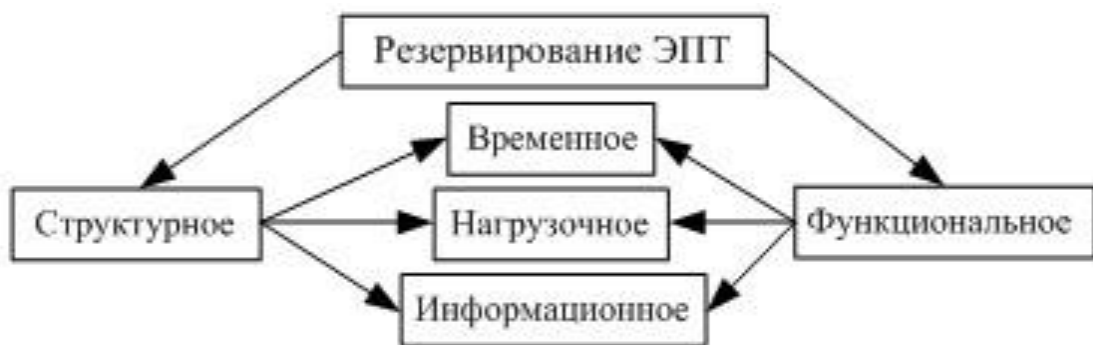 Резервирование ЭПТ
Временное
Структурное
Нагрузочное
Функциональное
Информационное